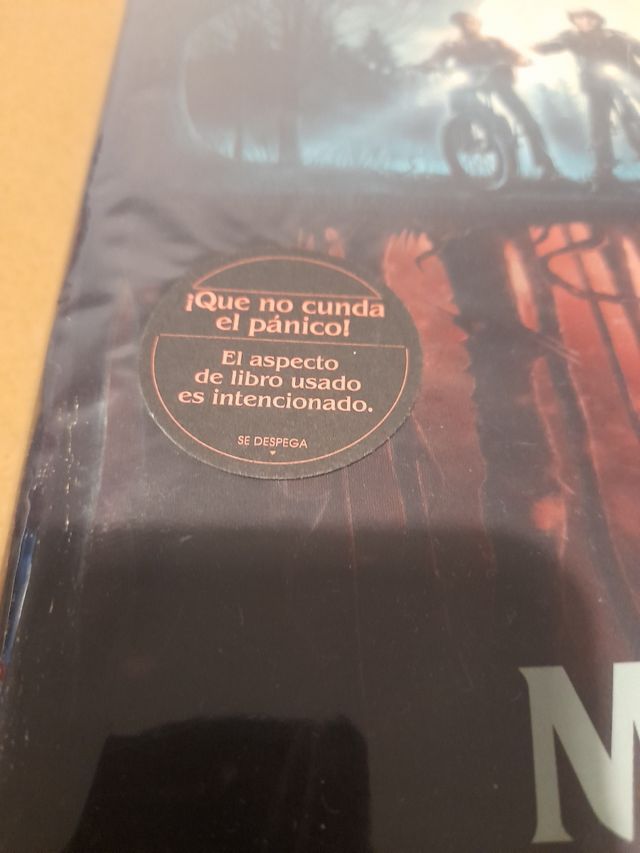 ¡Que no cunda
el pánico!
El aspecto
de libro usado
es intencionado.
SE DESPEGA
M